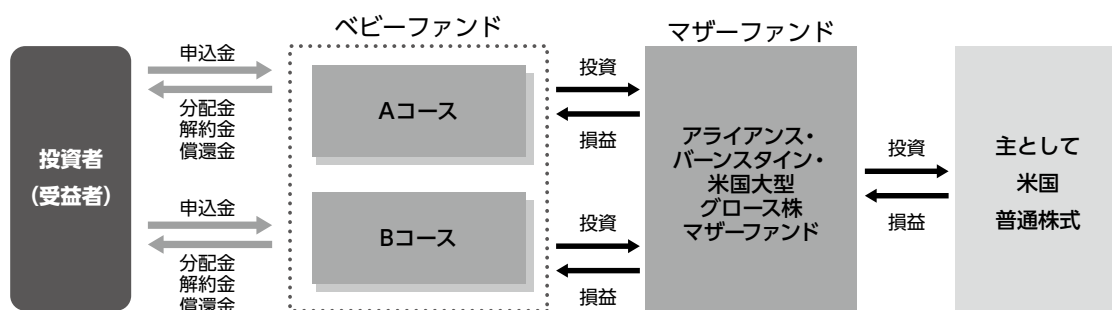 ベビーファンド
マザーファンド
投資者
(受益者)
申込金
分配金
解約金
償還金
申込金
分配金
解約金
償還金
Aコース
Bコース
投資
損益
投資
損益
アライアンス・
バーンスタイン・
米国大型
グロース株
マザーファンド
投資
損益
主として
米国
普通株式